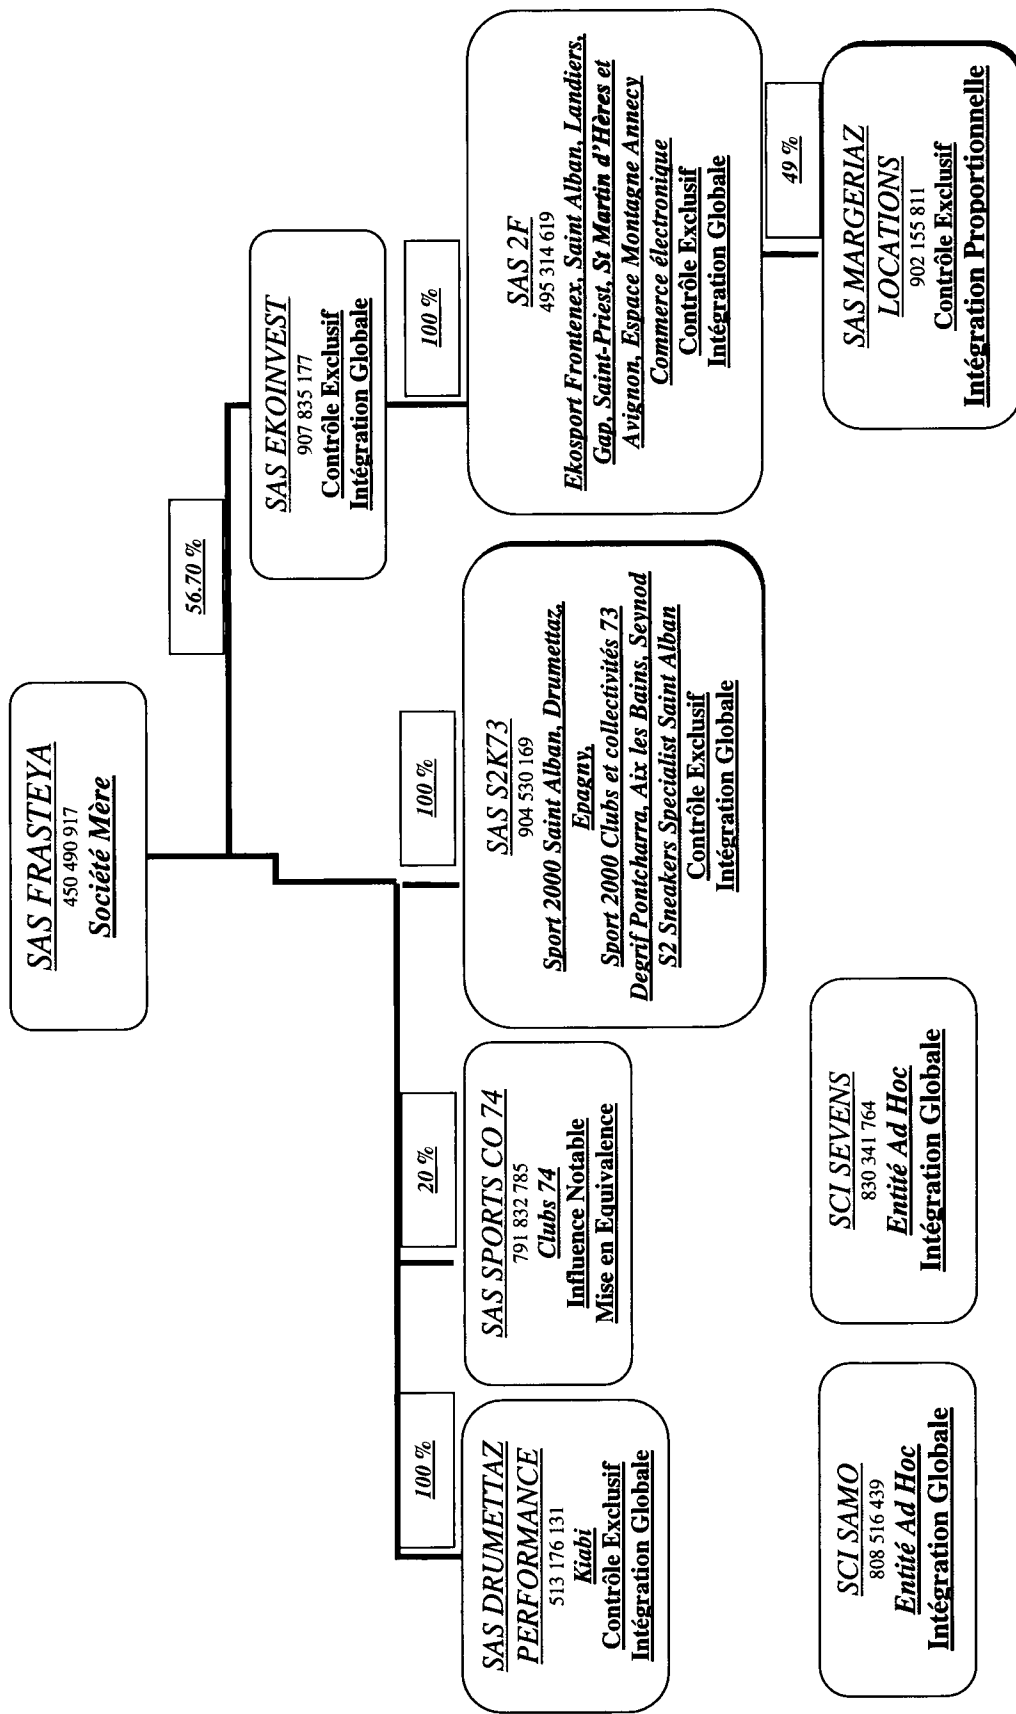 SAS FRASTEYA
450 490 917
Société Mère
56.70 %
SAS EKOINVEST
907 835 177
Contrôle Exclusif
Intégration Globale
100 %
20 %
100 %
100 %
SAS DRUMETTAZ
PERFORMANCE
513 176 131
Kiabi
Contrôle Exclusif
Intégration Globale
SAS SPORTS CO 74
791 832 785
Clubs 74
Influence Notable
Mise en Equivalence
SAS S2K73
904 530 169
Sport 2000 Saint Alban, Drumettaz,
Epagny,
Sport 2000 Clubs et collectivités 73
Degrif Pontcharra, Aix les Bains, Seynod
S2 Sneakers Specialist Saint Alban
Contrôle Exclusif
Intégration Globale
SAS 2F
495 314 619
Ekosport Frontenex, Saint Alban, Landiers,
Gap, Saint-Priest, St Martin d'Hères et
Avignon, Espace Montagne Annecy
Commerce électronique
Contrôle Exclusif
Intégration Globale
49 %
SCI SAMO
808 516 439
Entité Ad Hoc
Intégration Globale
SCI SEVENS
830 341 764
Entité Ad Hoc
Intégration Globale
SAS MARGERIAZ
LOCATIONS
902 155 811
Contrôle Exclusif
Intégration Proportionnelle